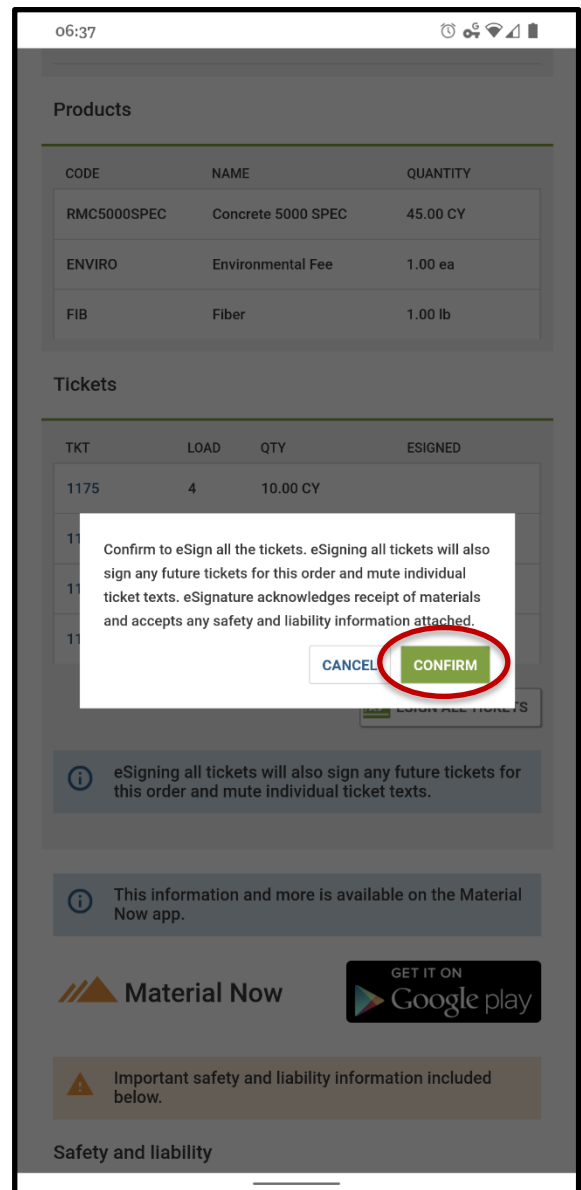 06:37
Products
CODE NAME QUANTITY
RMC5000SPEC Concrete 5000 SPEC 45.00 CY
ENVIRO Environmental Fee 1.00 ea
FIB Fiber 1.00 lb
Tickets
TKT LOAD QTY ESIGNED
1175 4 10.00 CY
11
Confirm to eSign all the tickets. eSigning all tickets will also
sign any future tickets for this order and mute individual
11
ticket texts. eSignature acknowledges receipt of materials
and accepts any safety and liability information attached.
11
CANCEL CONFIRM
ESIGN ALL TICKETS
eSigning all tickets will also sign any future tickets for
this order and mute individual ticket texts.
This information and more is available on the Material
Now app.
Material Now
GET IT ON
Google play
Important safety and liability information included
below.
Safety and liability